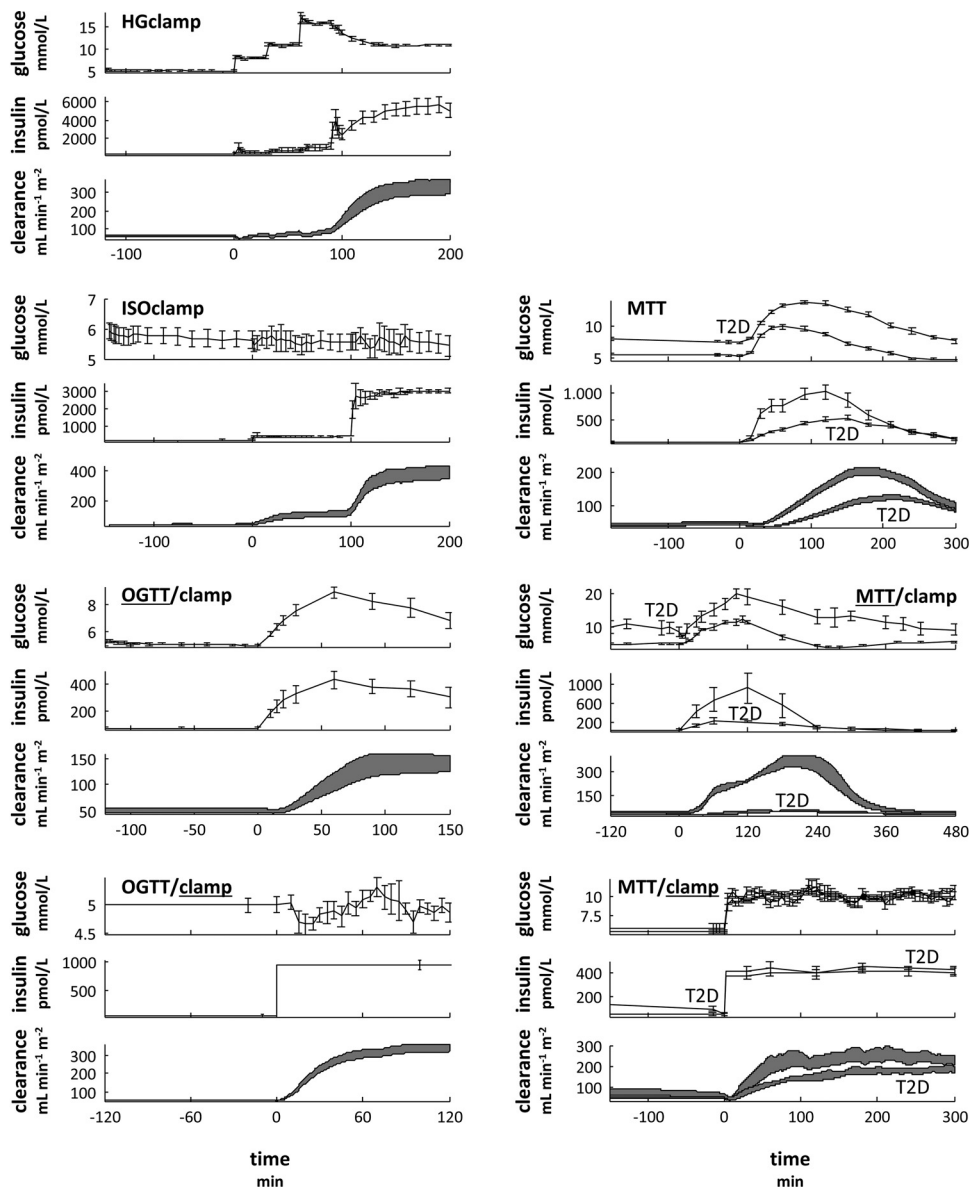 HGclamp
glucose
mmol/L
15
10
5
insulin
pmol/L
6000
4000
2000
clearance
mL min-1 m-2
300
200
100
-100 0 100 200
ISOclamp
glucose
mmol/L
7
6
5
insulin
pmol/L
3000
2000
1000
clearance
mL min-1 m-2
400
200
-100 0 100 200
MTT
glucose
mmol/L
10
5
T2D
insulin
pmol/L
1.000
500
T2D
clearance
mL min-1 m-2
200
100
T2D
-100 0 100 200 300
OGTT/clamp
glucose
mmol/L
8
6
insulin
pmol/L
400
200
clearance
mL min-1 m-2
150
100
50
-120 -100 -50 0 50 100 150
MTT/clamp
glucose
mmol/L
20
10
T2D
insulin
pmol/L
1000
600
200
T2D
clearance
mL min-1 m-2
300
150
T2D
-120 0 120 240 360 480
OGTT/clamp
glucose
mmol/L
5
4.5
insulin
pmol/L
1000
500
clearance
mL min-1 m-2
300
200
100
-120 -60 0 60 120
time
min
MTT/clamp
glucose
mmol/L
10
7.5
insulin
pmol/L
400
200
T2D
T2D
clearance
mL min-1 m-2
300
200
100
T2D
-100 0 100 200 300
time
min